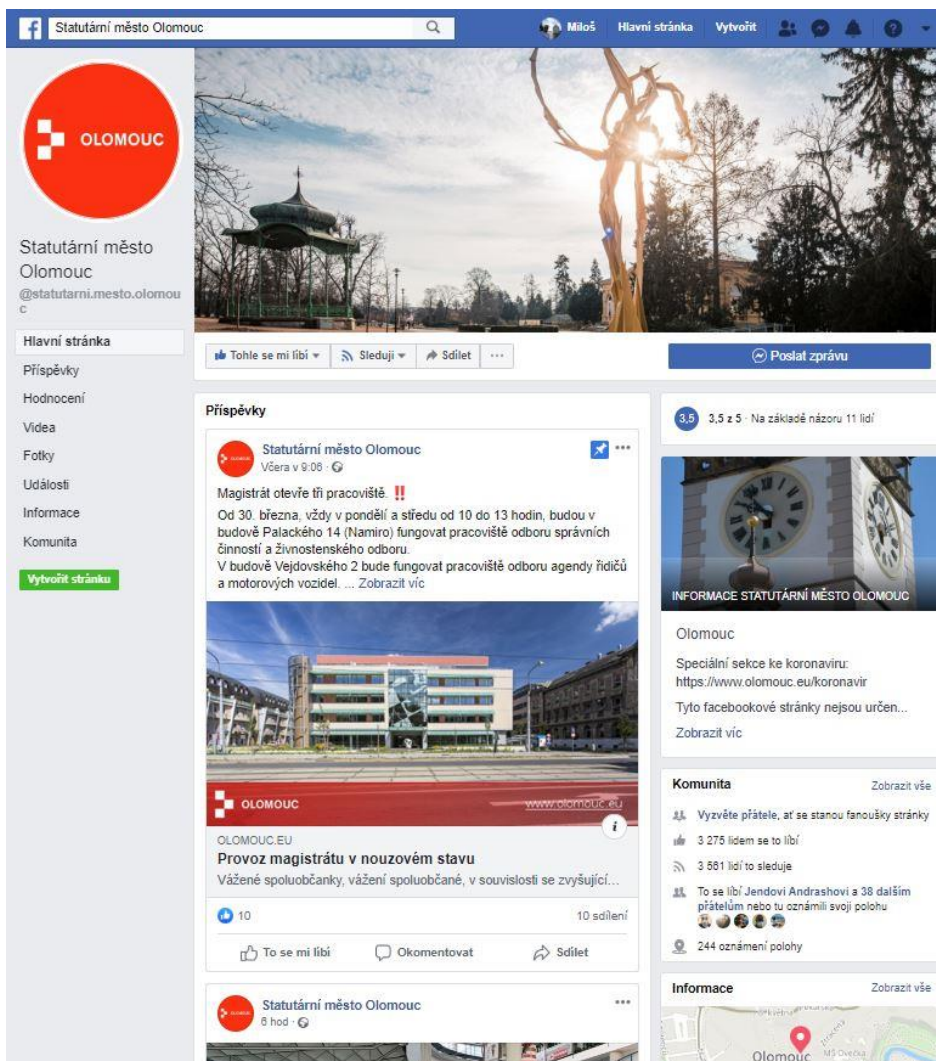 Statutární město Olomouc
Miloš
Hlavní stránka
Vytvořit
OLOMOUC
Statutární město
Olomouc
@statutarni.mesto.olomou
c
Hlavní stránka
Příspěvky
Hodnocení
Videa
Fotky
Události
Informace
Komunita
Vytvořit stránku
Tohle se mi líbí
Sleduji
Sdílet
Poslat zprávu
Příspěvky
Statutární město Olomouc
Včera v 9:06
Magistrát otevře tři pracoviště. ‼
Od 30. března, vždy v pondělí a středu od 10 do 13 hodin, budou v
budově Palackého 14 (Namiro) fungovat pracoviště odboru správních
činností a živnostenského odboru.
V budově Vejdovského 2 bude fungovat pracoviště odboru agendy řidičů
a motorových vozidel. ... Zobrazit víc
OLOMOUC
www.olomouc.eu
OLOMOUC.EU
Provoz magistrátu v nouzovém stavu
Vážené spoluobčanky, vážení spoluobčané, v souvislosti se zvyšující...
10
10 sdílení
To se mi líbí
Okomentovat
Sdílet
Statutární město Olomouc
6 hod
3,5
3,5 z 5 · Na základě názoru 11 lidí
INFORMACE STATUTÁRNÍ MĚSTO OLOMOUC
Olomouc
Speciální sekce ke koronaviru:
https://www.olomouc.eu/koronavir
Tyto facebookové stránky nejsou určen...
Zobrazit víc
Komunita
Zobrazit vše
Vyzvěte přátele, ať se stanou fanoušky stránky
3 275 lidem se to líbí
3 561 lidí to sleduje
To se líbí Jendovi Andrashovi a 38 dalším
přátelům nebo tu oznámili svoji polohu
244 oznámení polohy
Informace
Zobrazit vše
Olomouc
MŠ Ovečka